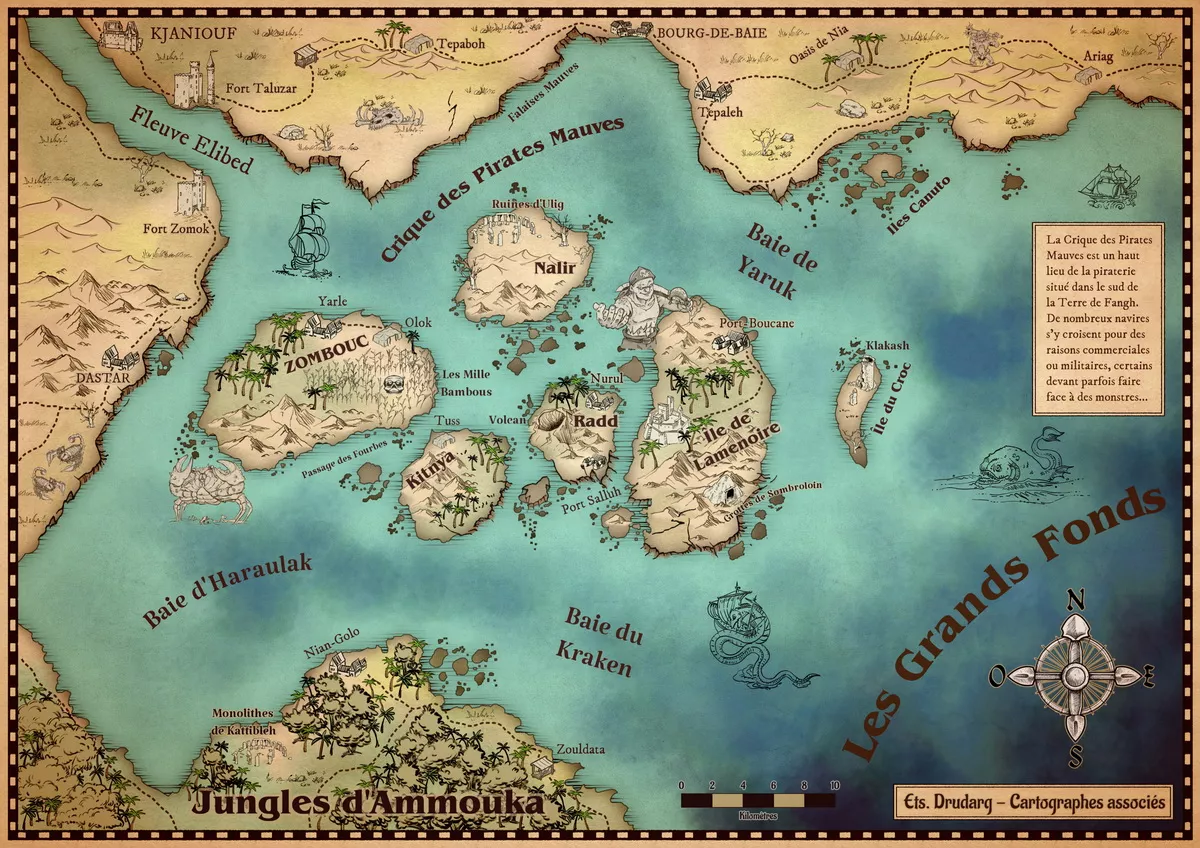 KJANIOUF
Tepaboh
BOURG-DE-BAIE
Oasis de Nia
Ariag
Fort Taluzar
Falaises Mauves
Tepaleh
Fleuve Elibed
Crique des Pirates Mauves
Iles Canuto
Fort Zomok
Ruines d'Ulig
Nalir
Baie de
Yaruk
La Crique des Pirates
Mauves est un haut
lieu de la piraterie
situé dans le sud de
la Terre de Fangh.
De nombreux navires
s'y croisent pour des
raisons commerciales
ou militaires, certains
devant parfois faire
face à des monstres...
Yarle
Olok
ZOMBOUC
Port-Boucane
Klakash
Île du Croc
DASTAR
Les Mille
Bambous
Nurul
Tuss
Volcan
Radd
Ile de
Lamenoire
Passage des Fourbes
Kitnya
Port Salluh
Grottes de Sombroloin
Baie d'Haraulak
Baie du
Kraken
Les Grands Fonds
Nian-Golo
Monolithes
de Kattibleh
Zouldata
Jungles d'Ammouka
N
O
E
S
0 2 4 6 8 10
Kilomètres
Ets. Drudarg – Cartographes associés